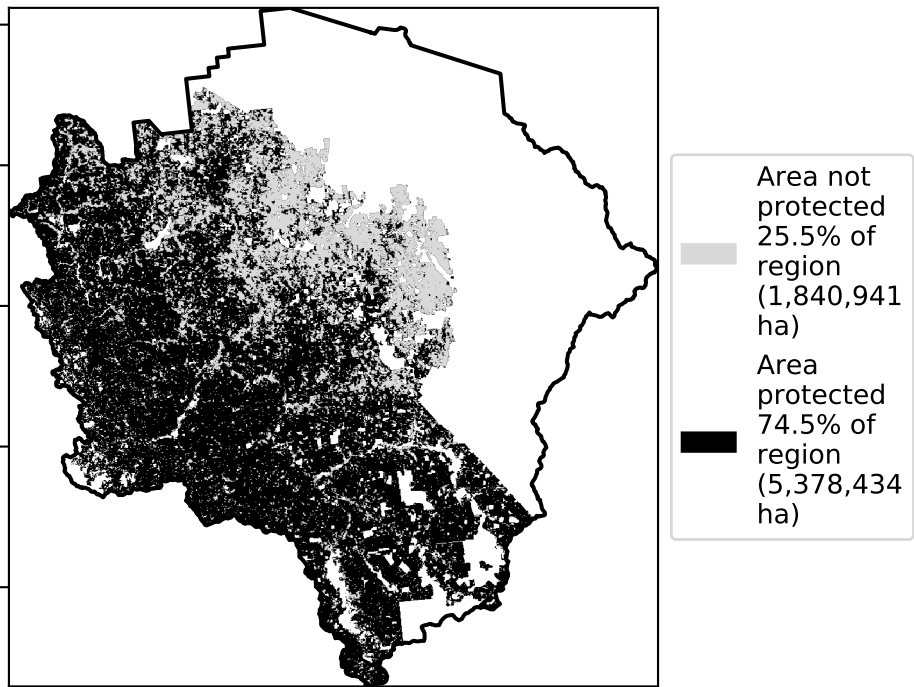 Area not
protected
25.5% of
region
(1,840,941
ha)
Area
protected
74.5% of
region
(5,378,434
ha)